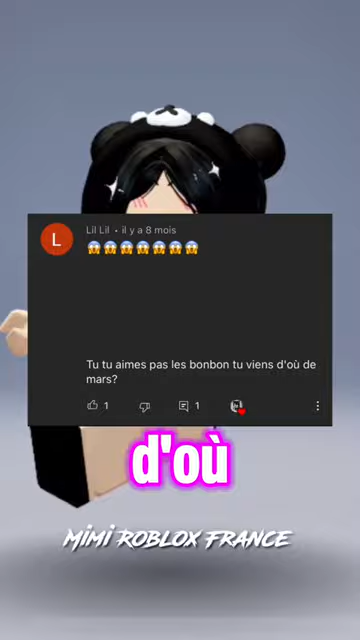 L
Lil Lil • il y a 8 mois
😱😱😱😱😱😱😱
Tu tu aimes pas les bonbon tu viens d'où de
mars?
1
1
d'où
MIMI ROBLOX FRANCE